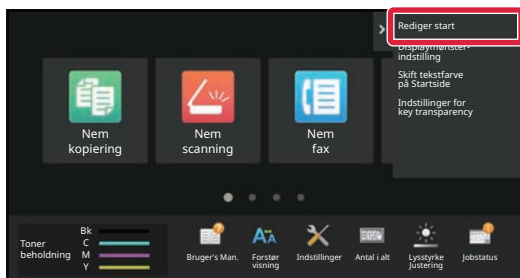 Rediger start
Displaymønster-
indstilling
Skift tekstfarve
på Startside
Indstillinger for
key transparency
Nem
kopiering
Nem
scanning
Nem
fax
Toner
beholdning
Bk
C
M
Y
Bruger's Man.
Forstør
visning
Indstillinger
Antal i alt
Lysstyrke
Justering
Jobstatus